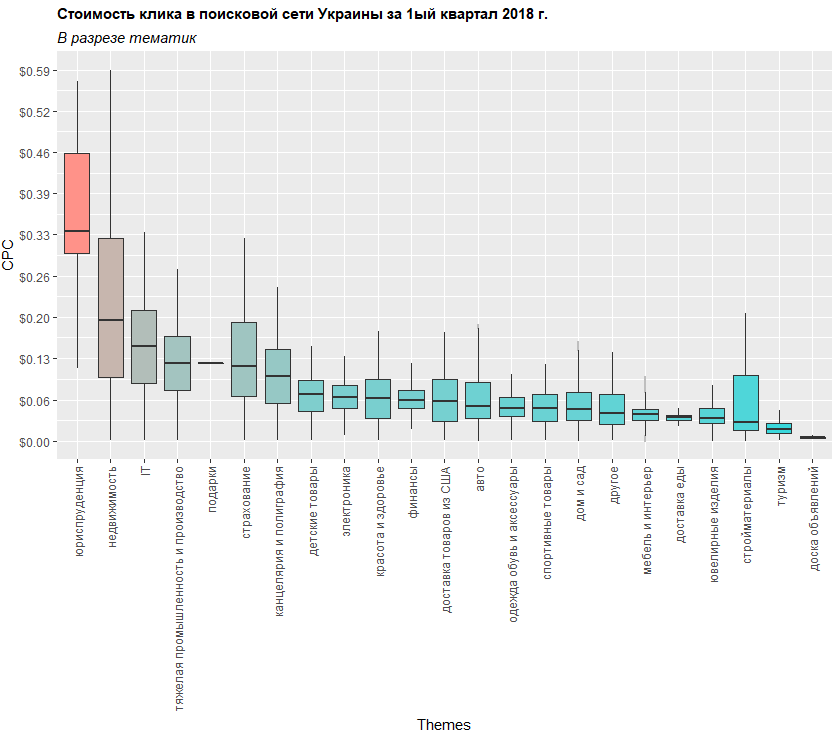 Стоимость клика в поисковой сети Украины за 1ый квартал 2018 г.
В разрезе тематик
CPC
$0.59
$0.52
$0.46
$0.39
$0.33
$0.26
$0.20
$0.13
$0.06
$0.00
юриспруденция
недвижимость
IT
тяжелая промышленность и производство
подарки
страхование
канцелярия и полиграфия
детские товары
электроника
красота и здоровье
финансы
доставка товаров из США
авто
одежда обувь и аксессуары
спортивные товары
дом и сад
другое
мебель и интерьер
доставка еды
ювелирные изделия
стройматериалы
туризм
доска объявлений
Themes